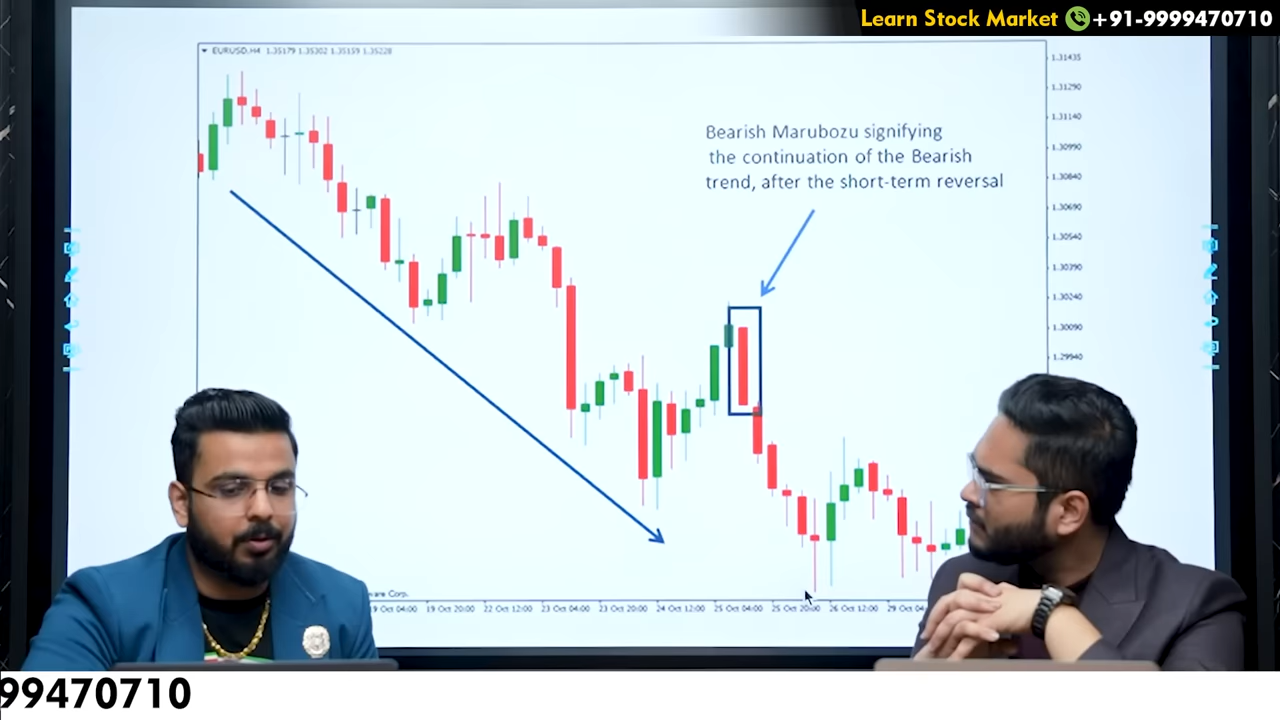 Learn Stock Market +91-9999470710
EURUSD,H4 1.35179 1.35302 1.35159 1.35228
1.31435
1.31290
1.31140
1.30990
1.30840
1.30690
1.30540
1.30390
1.30240
1.30090
1.29940
Bearish Marubozu signifying
the continuation of the Bearish
trend, after the short-term reversal
ware Corp.
19 Oct 04:00 19 Oct 20:00 22 Oct 12:00 23 Oct 04:00 23 Oct 20:00 24 Oct 12:00 25 Oct 04:00 25 Oct 20:00 26 Oct 12:00 29 Oct 04:
99470710